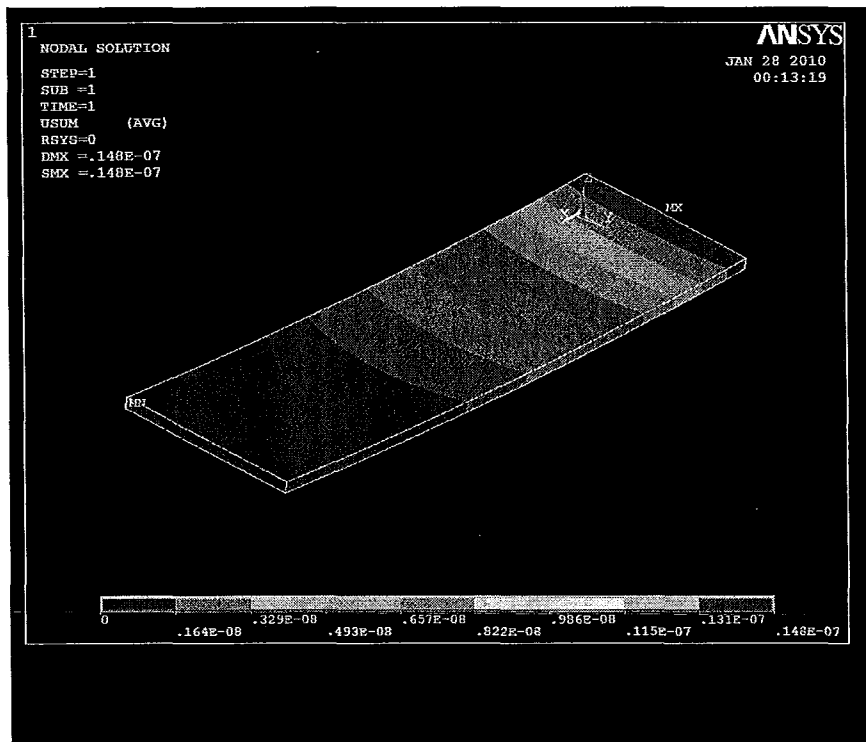 1
NODAL SOLUTION
STEP=1
SUB =1
TIME=1
USUM (AVG)
RSYS=0
DMX =.148E-07
SMX =.148E-07
ANSYS
JAN 28 2010
00:13:19
MX
X
MN
0 .329E-08 .657E-08 .986E-08 .131E-07
.164E-08 .493E-08 .822E-08 .115E-07 .148E-07